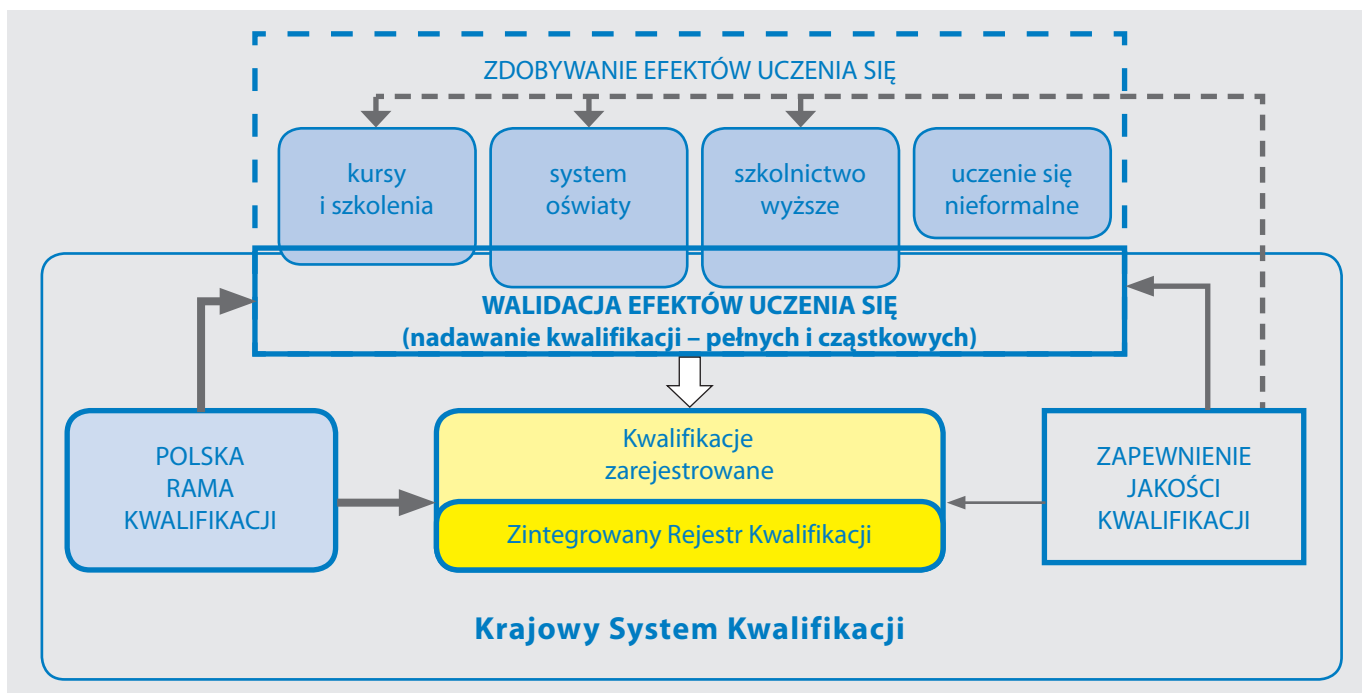 ZDOBYWANIE EFEKTÓW UCZENIA SIĘ
kursy
i szkolenia
system
oświaty
szkolnictwo
wyższe
uczenie się
nieformalne
WALIDACJA EFEKTÓW UCZENIA SIĘ
(nadawanie kwalifikacji – pełnych i cząstkowych)
POLSKA
RAMA
KWALIFIKACJI
Kwalifikacje
zarejestrowane
Zintegrowany Rejestr Kwalifikacji
ZAPEWNIENIE
JAKOŚCI
KWALIFIKACJI
Krajowy System Kwalifikacji